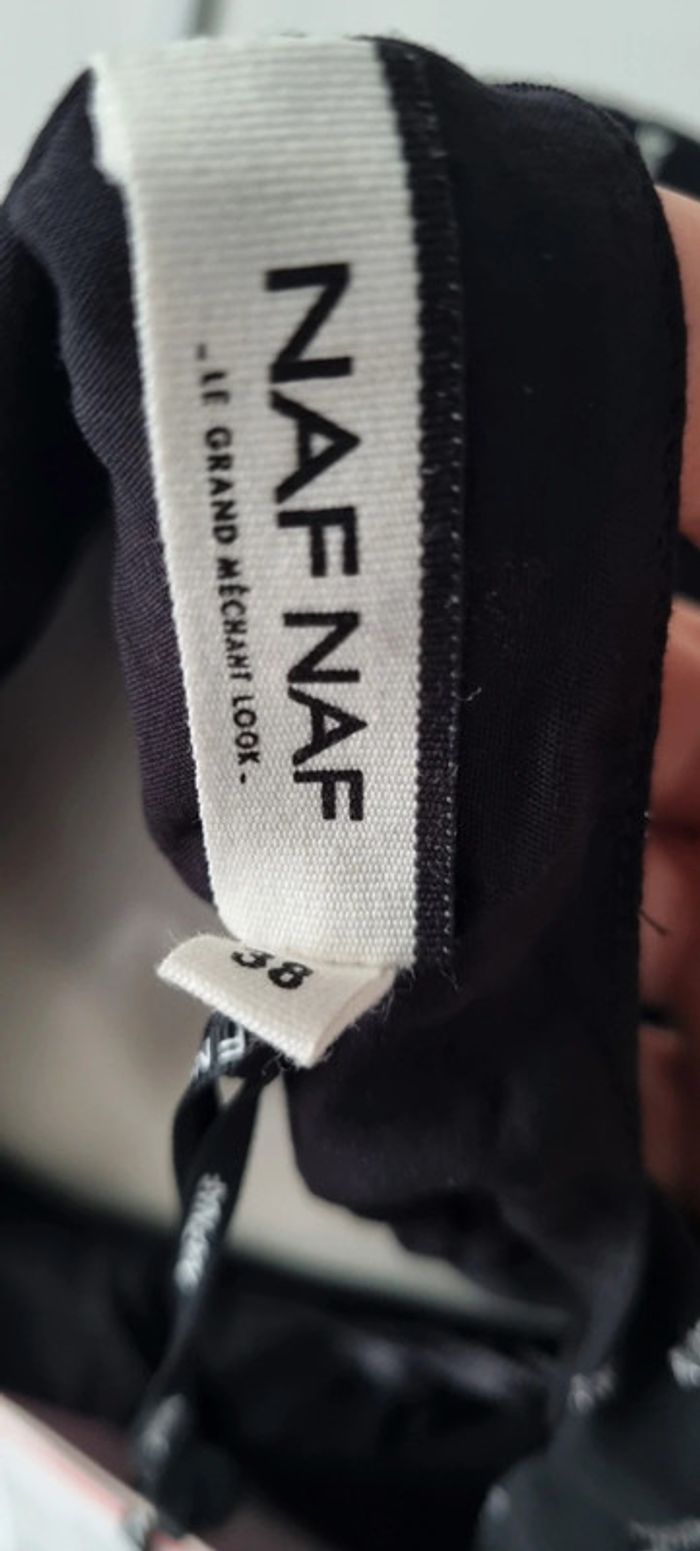 NAF NAF
-LE GRAND MÉCHANT LOOK-
38